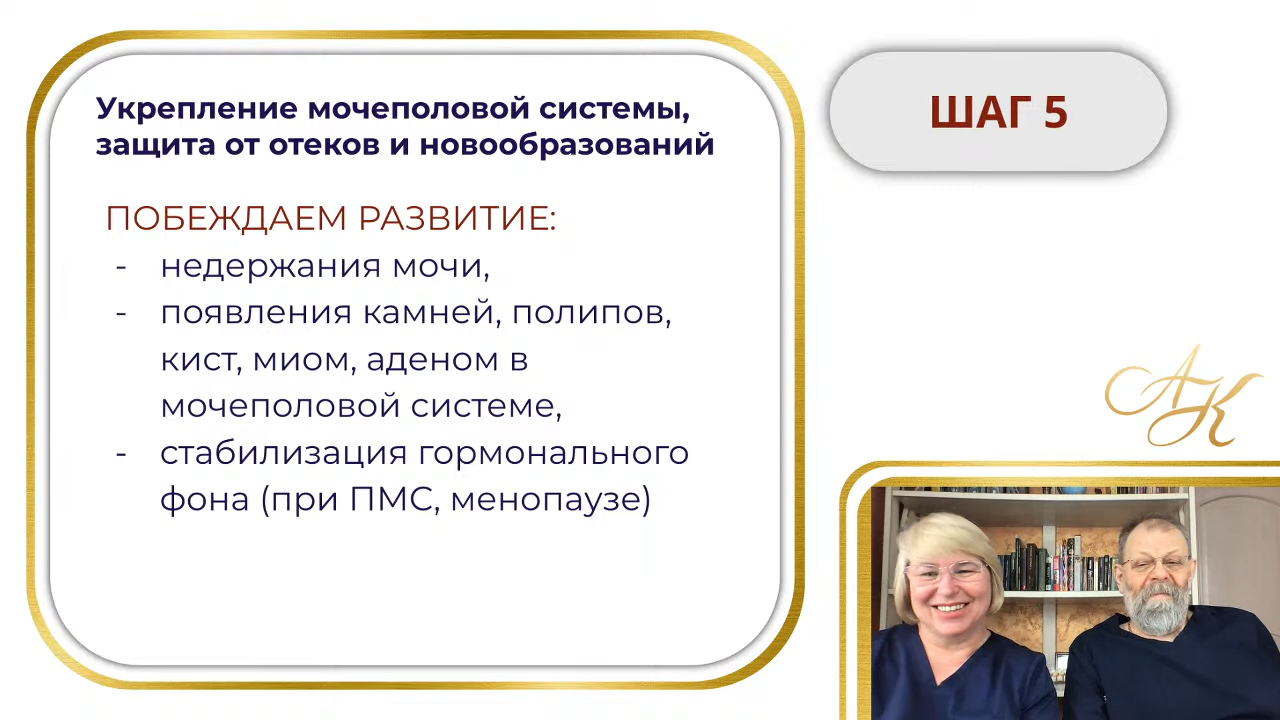 Укрепление мочеполовой системы,
защита от отеков и новообразований
ПОБЕЖДАЕМ РАЗВИТИЕ:
- недержания мочи,
- появления камней, полипов,
кист, миом, аденом в
мочеполовой системе,
- стабилизация гормонального
фона (при ПМС, менопаузе)
ШАГ 5
АК